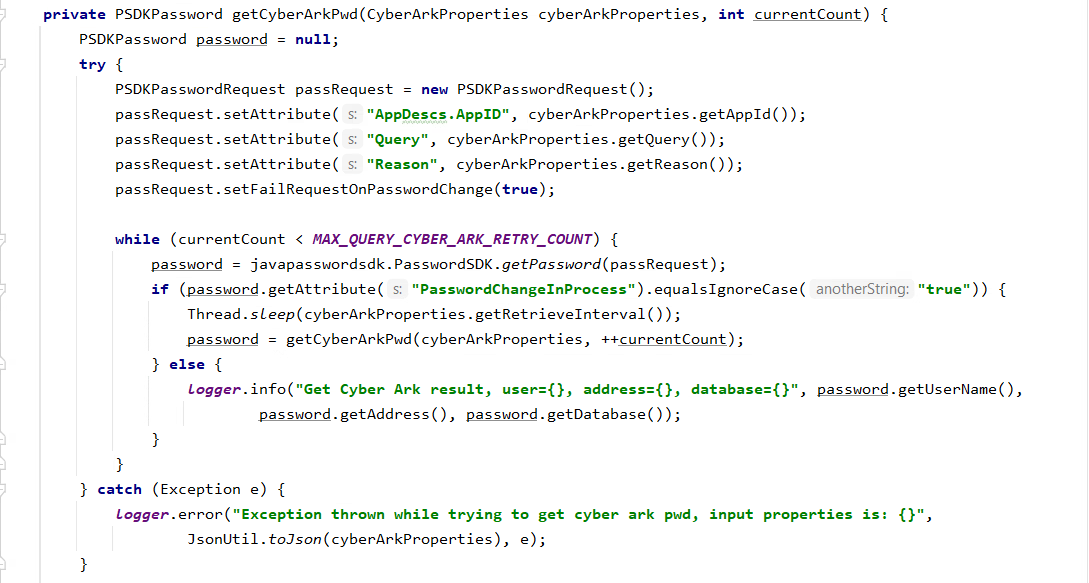 private PSDKPassword getCyberArkPwd(CyberArkProperties cyberArkProperties, int currentCount) {
    PSDKPassword password = null;
    try {
        PSDKPasswordRequest passRequest = new PSDKPasswordRequest();
        passRequest.setAttribute( s: "AppDescs.AppID", cyberArkProperties.getAppId());
        passRequest.setAttribute( s: "Query", cyberArkProperties.getQuery());
        passRequest.setAttribute( s: "Reason", cyberArkProperties.getReason());
        passRequest.setFailRequestOnPasswordChange(true);

        while (currentCount < MAX_QUERY_CYBER_ARK_RETRY_COUNT) {
            password = javapasswordsdk.PasswordSDK.getPassword(passRequest);
            if (password.getAttribute( s: "PasswordChangeInProcess").equalsIgnoreCase( anotherString: "true")) {
                Thread.sleep(cyberArkProperties.getRetrieveInterval());
                password = getCyberArkPwd(cyberArkProperties, ++currentCount);
            } else {
                logger.info("Get Cyber Ark result, user={}, address={}, database={}", password.getUserName(),
                        password.getAddress(), password.getDatabase());
            }
        }
    } catch (Exception e) {
        logger.error("Exception thrown while trying to get cyber ark pwd, input properties is: {}",
                JsonUtil.toJson(cyberArkProperties), e);
    }